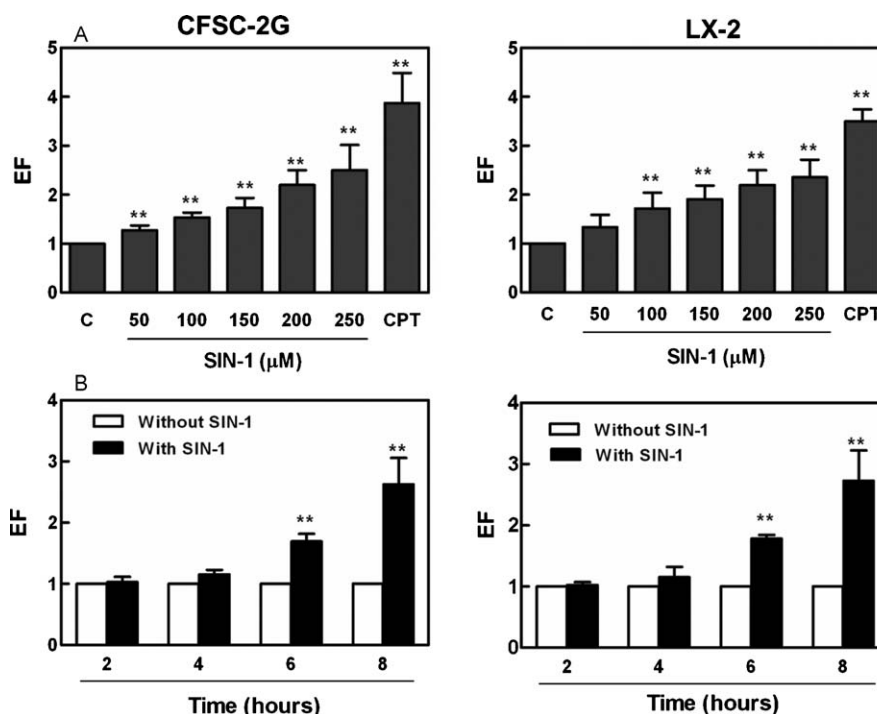 CFSC-2G
A
5
4
3
2
1
0
EF
**
**
**
**
**
**
C 50 100 150 200 250 CPT
SIN-1 (μM)
LX-2
5
4
3
2
1
0
EF
**
**
**
**
**
C 50 100 150 200 250 CPT
SIN-1 (μM)
B
4
3
2
1
0
EF
Without SIN-1
With SIN-1
**
**
2 4 6 8
Time (hours)
4
3
2
1
0
EF
Without SIN-1
With SIN-1
**
**
2 4 6 8
Time (hours)